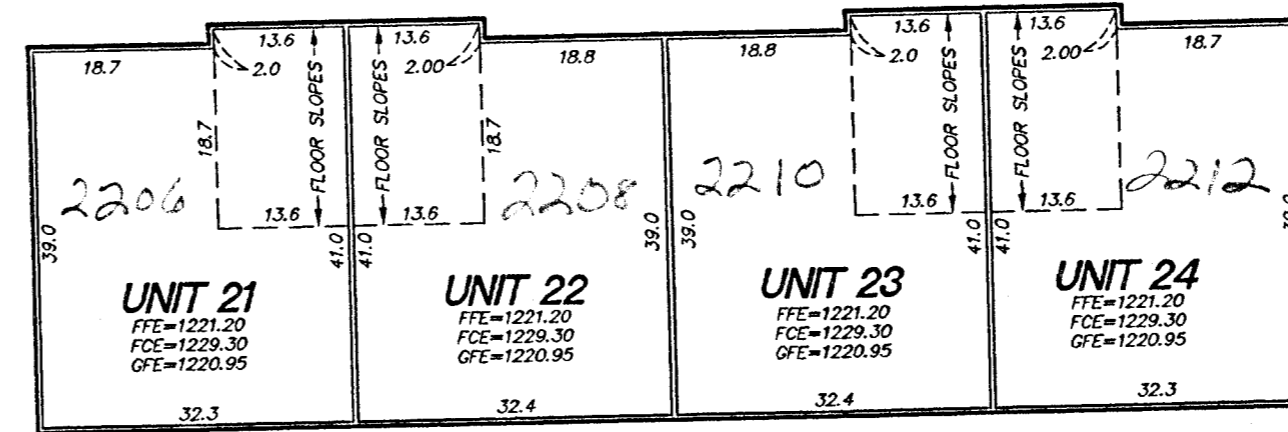 13.6
18.7
2.0
FLOOR SLOPES
18.7
2206
13.6
39.0
41.0
UNIT 21
FFE=1221.20
FCE=1229.30
GFE=1220.95
32.3
13.6
18.8
2.00
FLOOR SLOPES
18.7
2208
13.6
41.0
39.0
UNIT 22
FFE=1221.20
FCE=1229.30
GFE=1220.95
32.4
13.6
18.8
2.0
FLOOR SLOPES
2210
13.6
39.0
41.0
UNIT 23
FFE=1221.20
FCE=1229.30
GFE=1220.95
32.4
13.6
18.7
2.00
FLOOR SLOPES
2212
13.6
41.0
39.0
UNIT 24
FFE=1221.20
FCE=1229.30
GFE=1220.95
32.3